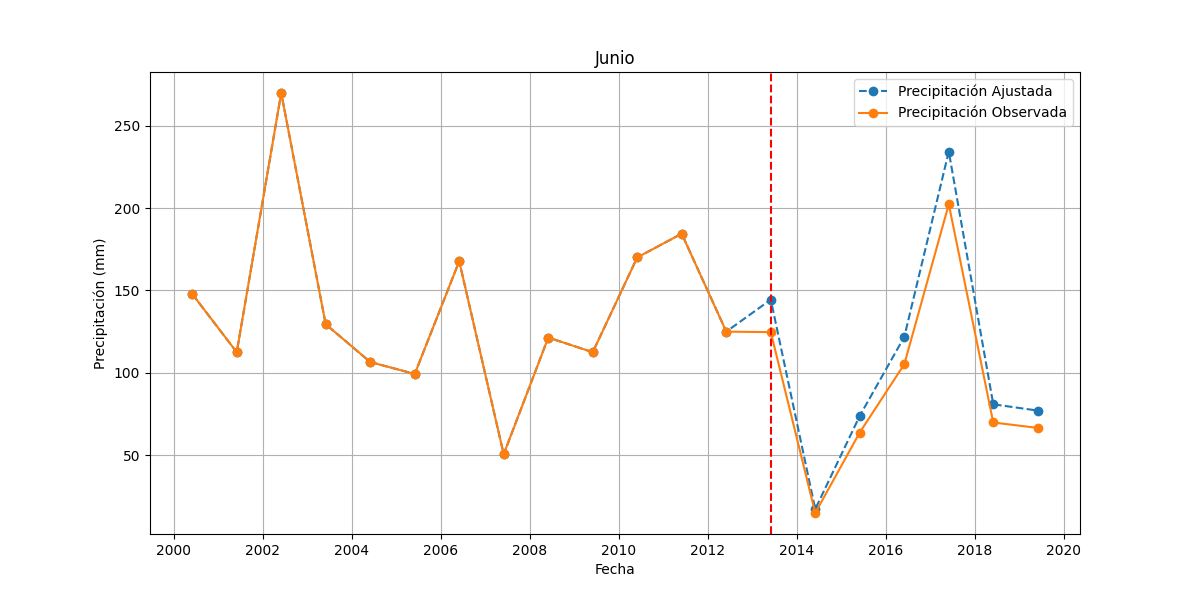 Junio
Precipitación Ajustada
Precipitación Observada
Precipitación (mm)
250
200
150
100
50
2000 2002 2004 2006 2008 2010 2012 2014 2016 2018 2020
Fecha